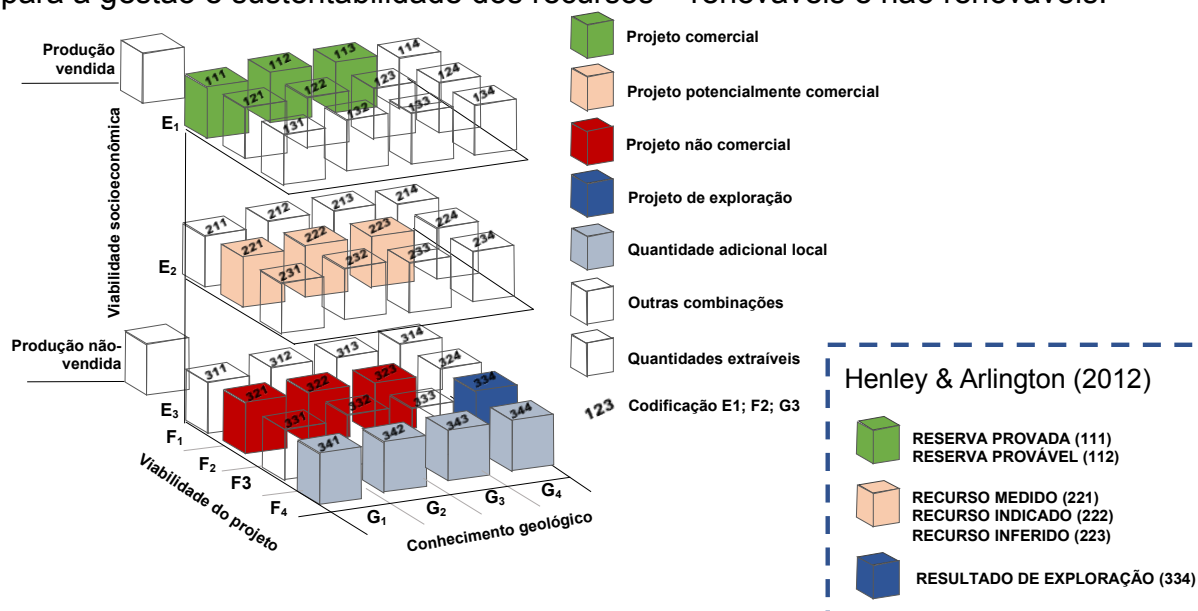 para a gestão e sustentabilidade dos recursos – renováveis e não renováveis.
Produção
vendida
Viabilidade socioeconômica
E1
111
112
113
114
121
122
123
124
131
132
133
134
E2
211
212
213
214
221
222
223
224
231
232
233
234
Produção não-
vendida
E3
311
312
313
314
321
322
323
324
331
332
333
334
341
342
343
344
F1
F2
F3
F4
Viabilidade do projeto
G1
G2
G3
G4
Conhecimento geológico
Projeto comercial
Projeto potencialmente comercial
Projeto não comercial
Projeto de exploração
Quantidade adicional local
Outras combinações
Quantidades extraíveis
123 Codificação E1; F2; G3
Henley & Arlington (2012)
RESERVA PROVADA (111)
RESERVA PROVÁVEL (112)
RECURSO MEDIDO (221)
RECURSO INDICADO (222)
RECURSO INFERIDO (223)
RESULTADO DE EXPLORAÇÃO (334)